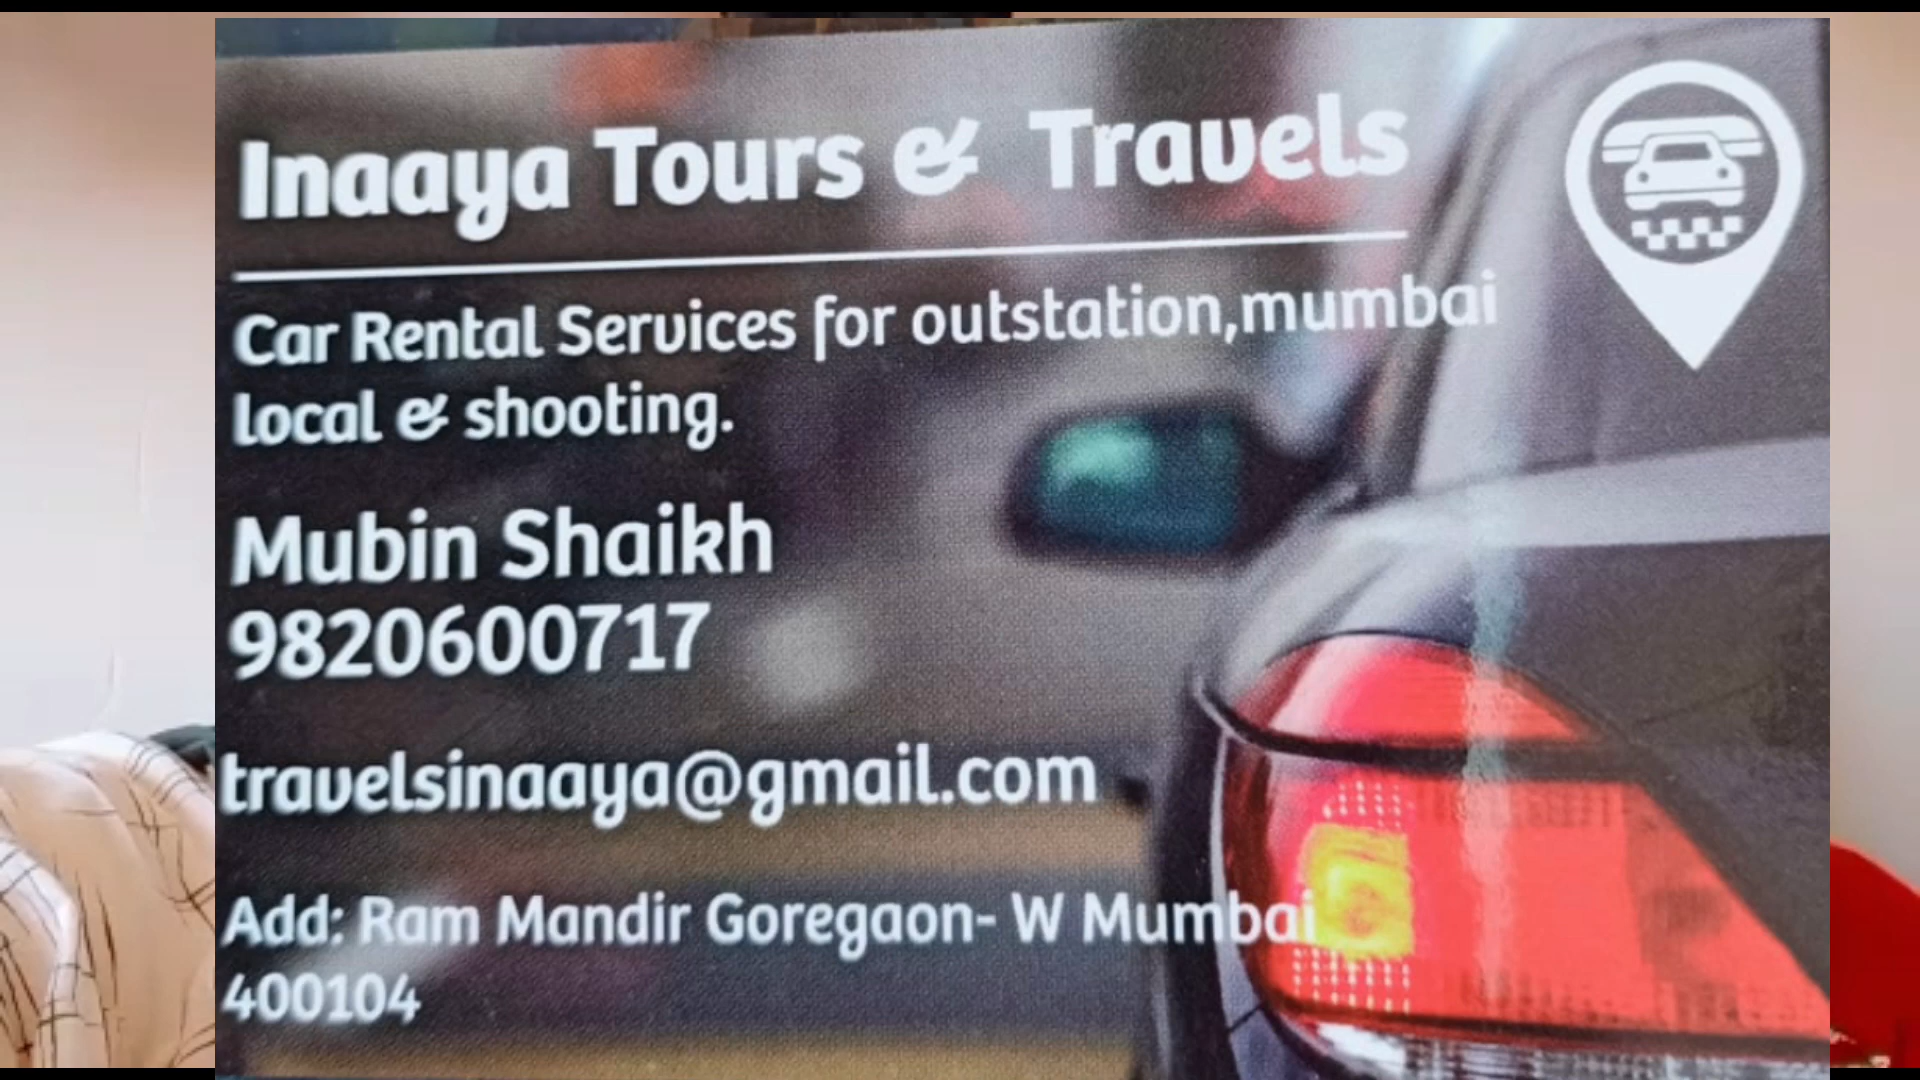 Inaaya Tours & Travels
Car Rental Services for outstation,mumbai
local & shooting.
Mubin Shaikh
9820600717
travelsinaaya@gmail.com
Add: Ram Mandir Goregaon- W Mumbai
400104